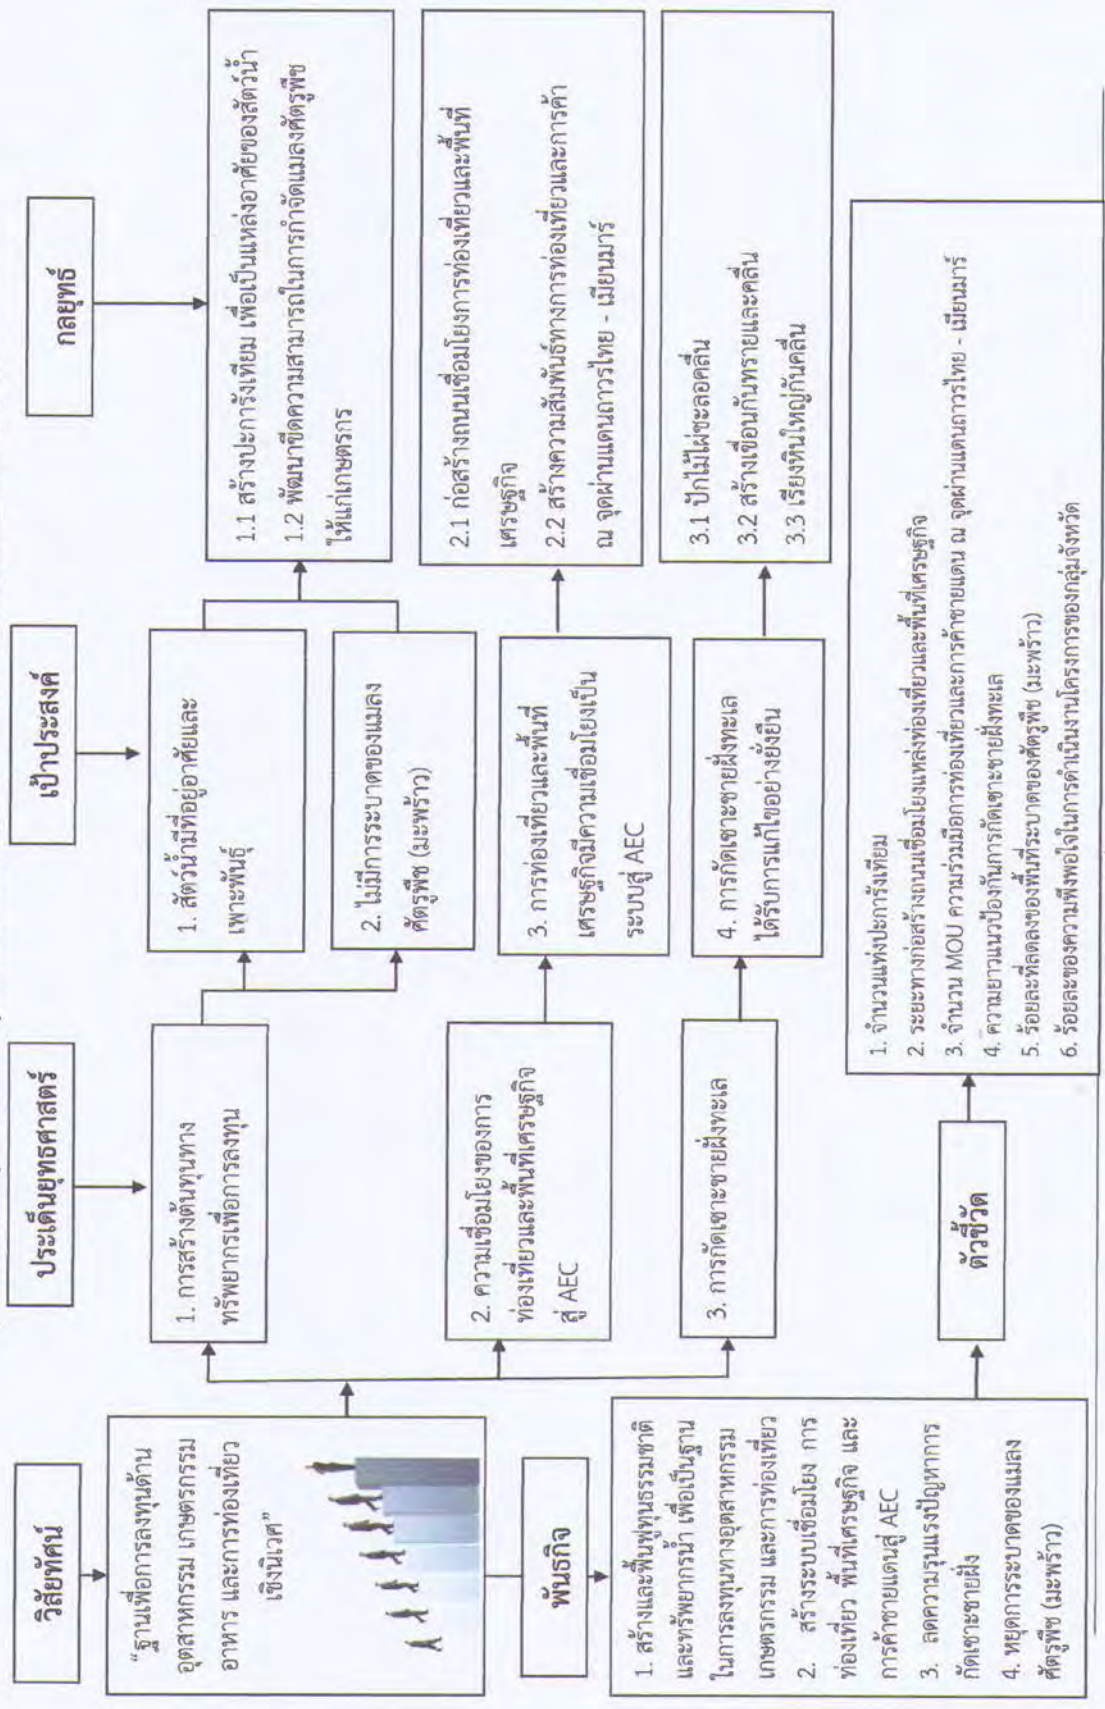 วิสัยทัศน์
"ฐานเพื่อการลงทุนด้าน
อุตสาหกรรม เกษตรกรรม
อาหาร และการท่องเที่ยว
เชิงนิเวศ"
พันธกิจ
1. สร้างและฟื้นฟูทุนธรรมชาติ
และทรัพยากรน้ำ เพื่อเป็นฐาน
ในการลงทุนทางอุตสาหกรรม
เกษตรกรรม และการท่องเที่ยว
2. สร้างระบบเชื่อมโยง การ
ท่องเที่ยว พื้นที่เศรษฐกิจ และ
การค้าชายแดนสู่ AEC
3. ลดความรุนแรงปัญหาการ
กัดเซาะชายฝั่ง
4. หยุดการระบาดของแมลง
ศัตรูพืช (มะพร้าว)
ประเด็นยุทธศาสตร์
1. การสร้างต้นทุนทาง
ทรัพยากรเพื่อการลงทุน
2. ความเชื่อมโยงของการ
ท่องเที่ยวและพื้นที่เศรษฐกิจ
สู่ AEC
3. การกัดเซาะชายฝั่งทะเล
ตัวชี้วัด
เป้าประสงค์
1. สัตว์น้ำมีที่อยู่อาศัยและ
เพาะพันธุ์
2. ไม่มีการระบาดของแมลง
ศัตรูพืช (มะพร้าว)
3. การท่องเที่ยวและพื้นที่
เศรษฐกิจมีความเชื่อมโยงเป็น
ระบบสู่ AEC
4. การกัดเซาะชายฝั่งทะเล
ได้รับการแก้ไขอย่างยั่งยืน
1. จำนวนแท่งปะการังเทียม
2. ระยะทางก่อสร้างถนนเชื่อมโยงแหล่งท่องเที่ยวและพื้นที่เศรษฐกิจ
3. จำนวน MOU ความร่วมมือการท่องเที่ยวและการค้าชายแดน ณ จุดผ่านแดนถาวรไทย - เมียนมาร์
4. ความยาวแนวป้องกันการกัดเซาะชายฝั่งทะเล
5. ร้อยละที่ลดลงของพื้นที่ระบาดของศัตรูพืช (มะพร้าว)
6. ร้อยละของความพึงพอใจในการดำเนินงานโครงการของกลุ่มจังหวัด
กลยุทธ์
1.1 สร้างปะการังเทียม เพื่อเป็นแหล่งอาศัยของสัตว์น้ำ
1.2 พัฒนาขีดความสามารถในการกำจัดแมลงศัตรูพืช
ให้แก่เกษตรกร
2.1 ก่อสร้างถนนเชื่อมโยงการท่องเที่ยวและพื้นที่
เศรษฐกิจ
2.2 สร้างความสัมพันธ์ทางการท่องเที่ยวและการค้า
ณ จุดผ่านแดนถาวรไทย - เมียนมาร์
3.1 ปักไม้ไผ่ชะลอคลื่น
3.2 สร้างเขื่อนกันทรายและคลื่น
3.3 เรียงหินใหญ่กันคลื่น